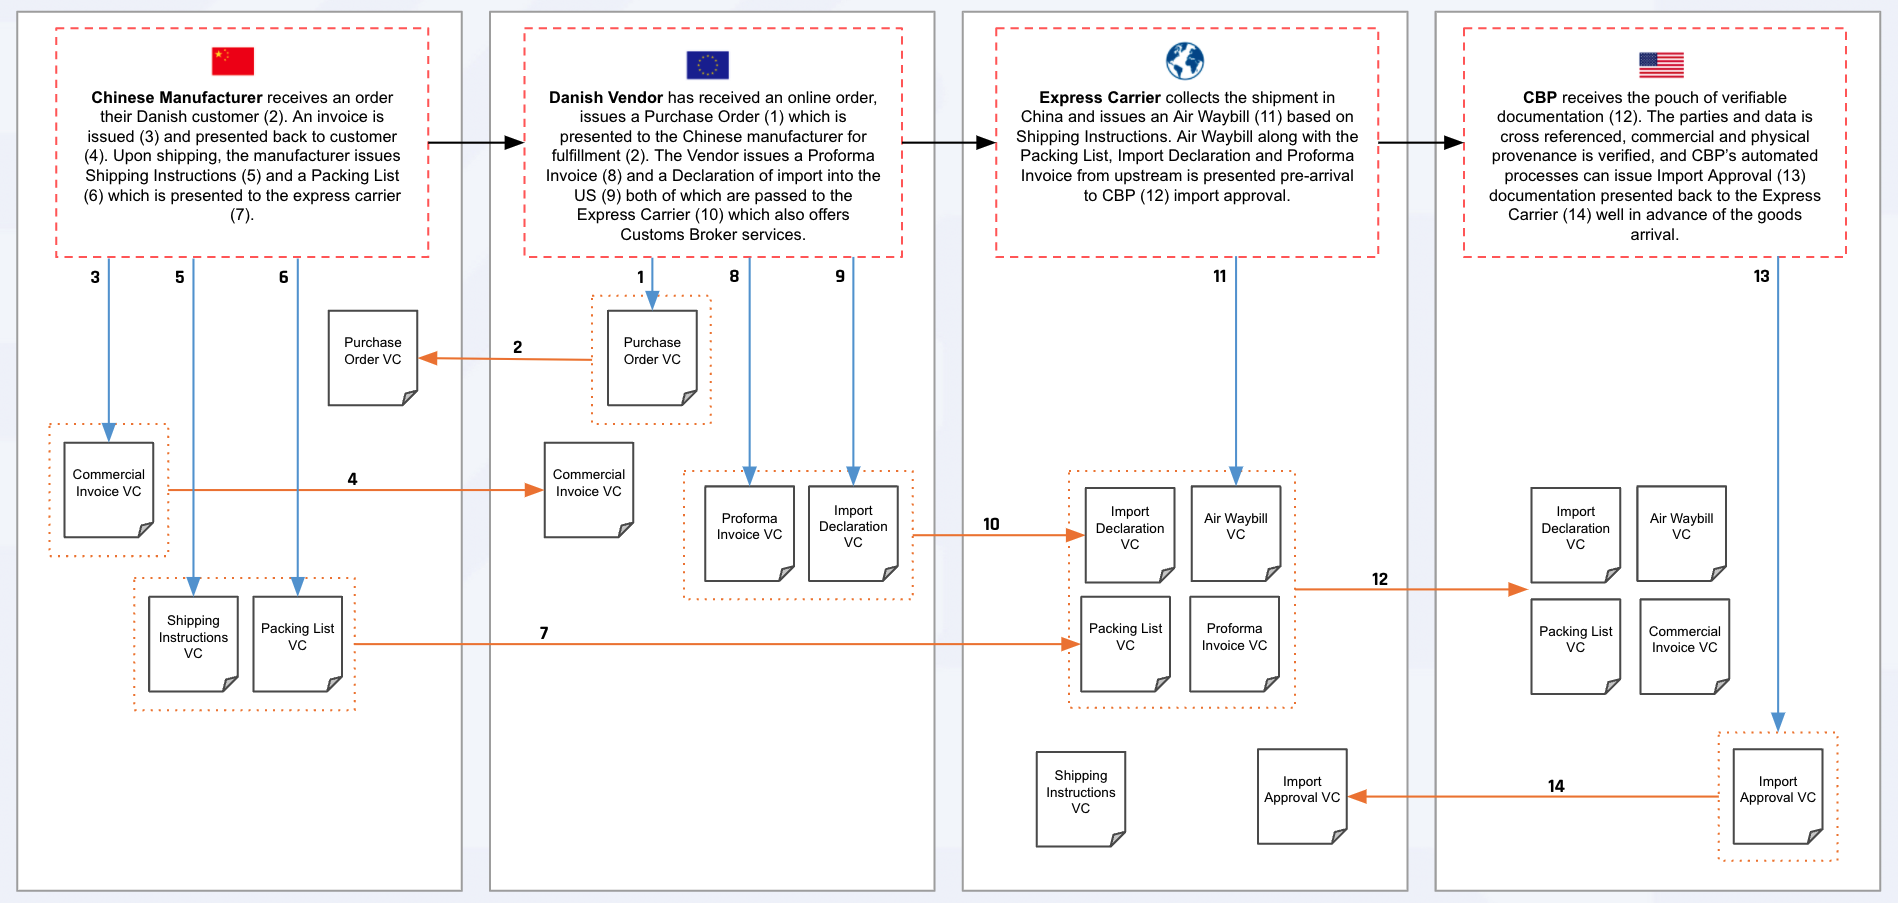 Chinese Manufacturer receives an order
their Danish customer (2). An invoice is
issued (3) and presented back to customer
(4). Upon shipping, the manufacturer issues
Shipping Instructions (5) and a Packing List
(6) which is presented to the express carrier
(7).
Danish Vendor has received an online order,
issues a Purchase Order (1) which is
presented to the Chinese manufacturer for
fulfillment (2). The Vendor issues a Proforma
Invoice (8) and a Declaration of import into the
US (9) both of which are passed to the
Express Carrier (10) which also offers
Customs Broker services.
Express Carrier collects the shipment in
China and issues an Air Waybill (11) based on
Shipping Instructions. Air Waybill along with the
Packing List, Import Declaration and Proforma
Invoice from upstream is presented pre-arrival
to CBP (12) import approval.
CBP receives the pouch of verifiable
documentation (12). The parties and data is
cross referenced, commercial and physical
provenance is verified, and CBP's automated
processes can issue Import Approval (13)
documentation presented back to the Express
Carrier (14) well in advance of the goods
arrival.
3
5
6
1
8
9
11
13
Purchase
Order VC
2
Purchase
Order VC
Commercial
Invoice VC
4
Commercial
Invoice VC
Proforma
Invoice VC
Import
Declaration
VC
10
Import
Declaration
VC
Air Waybill
VC
12
Import
Declaration
VC
Air Waybill
VC
Shipping
Instructions
VC
Packing List
VC
7
Packing List
VC
Proforma
Invoice VC
Packing List
VC
Commercial
Invoice VC
Shipping
Instructions
VC
Import
Approval VC
14
Import
Approval VC